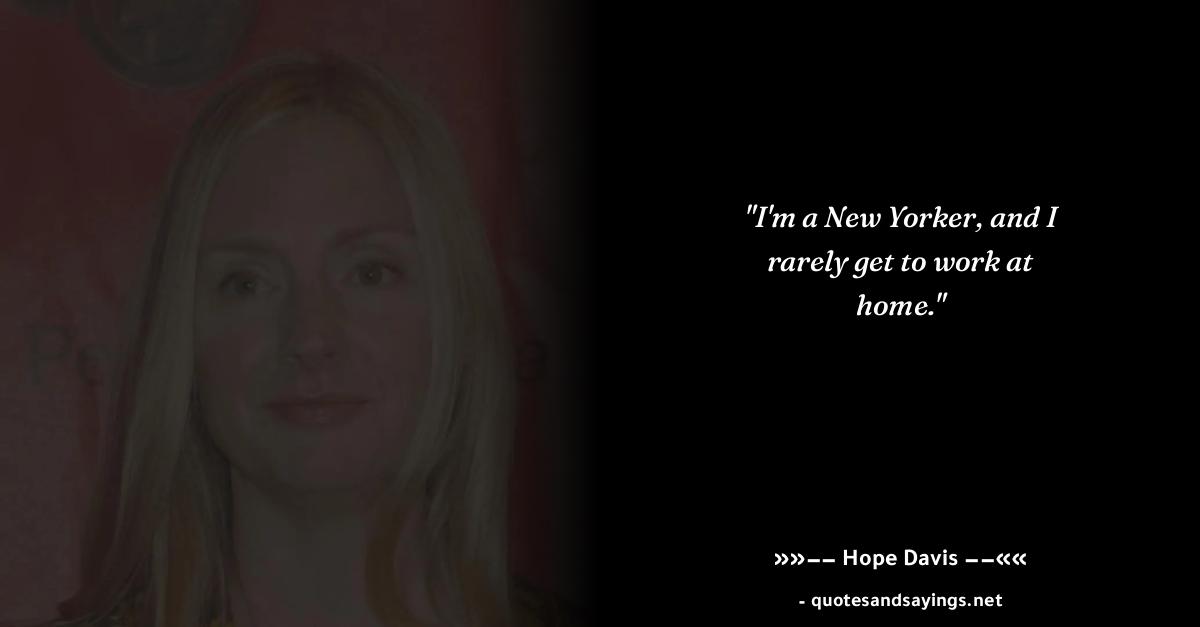 "I'm a New Yorker, and I
rarely get to work at
home."
»»–– Hope Davis ––««
- quotesandsayings.net